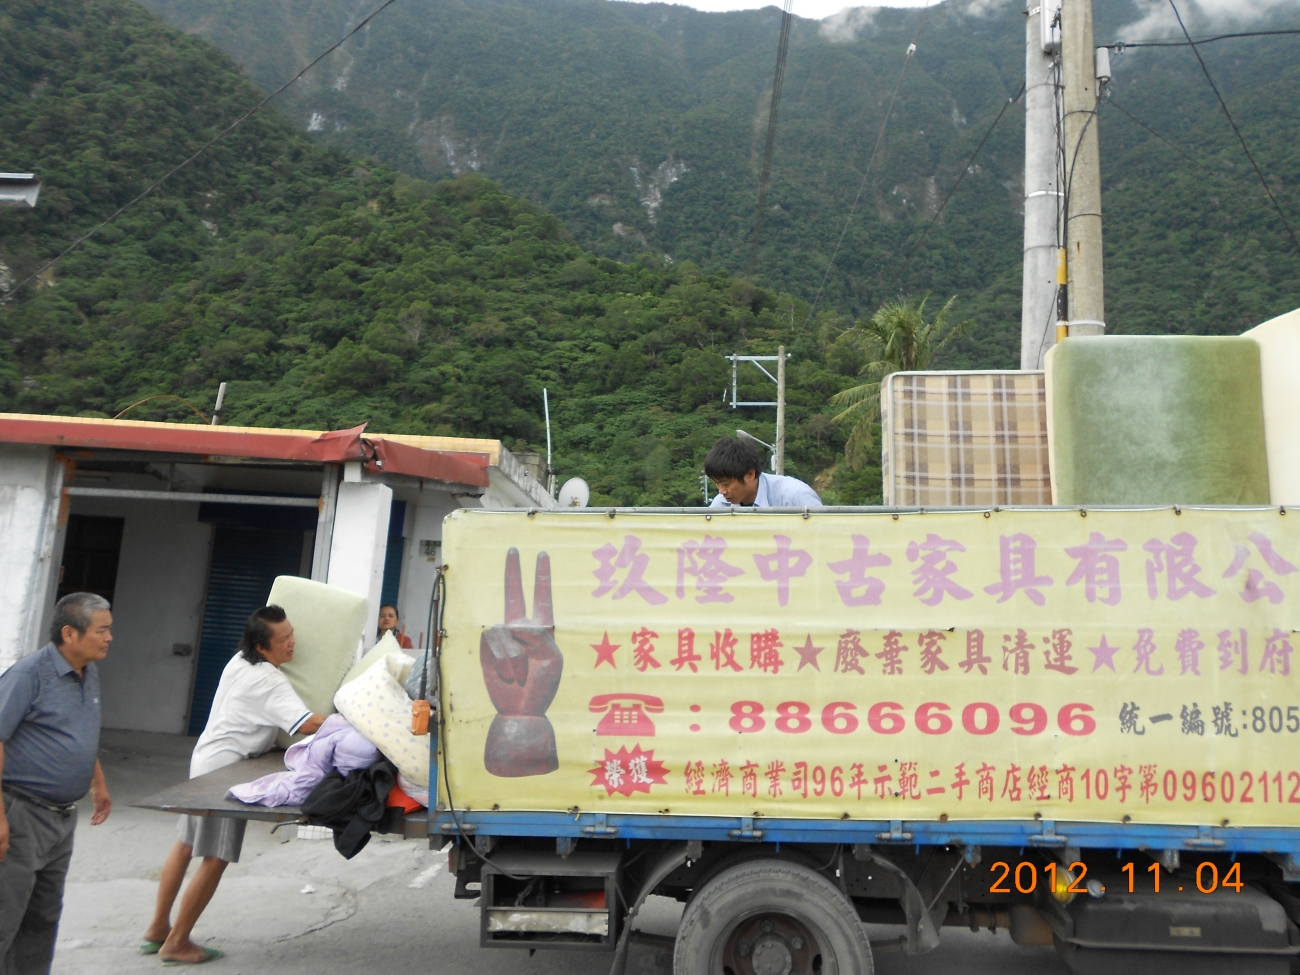 玖隆中古家具有限公
★家具收購★廢棄家具清運★免費到府
☎:88666096 統一編號:805
榮獲 經濟商業司96年示範二手商店經商10字第09602112
46
2012.11.04